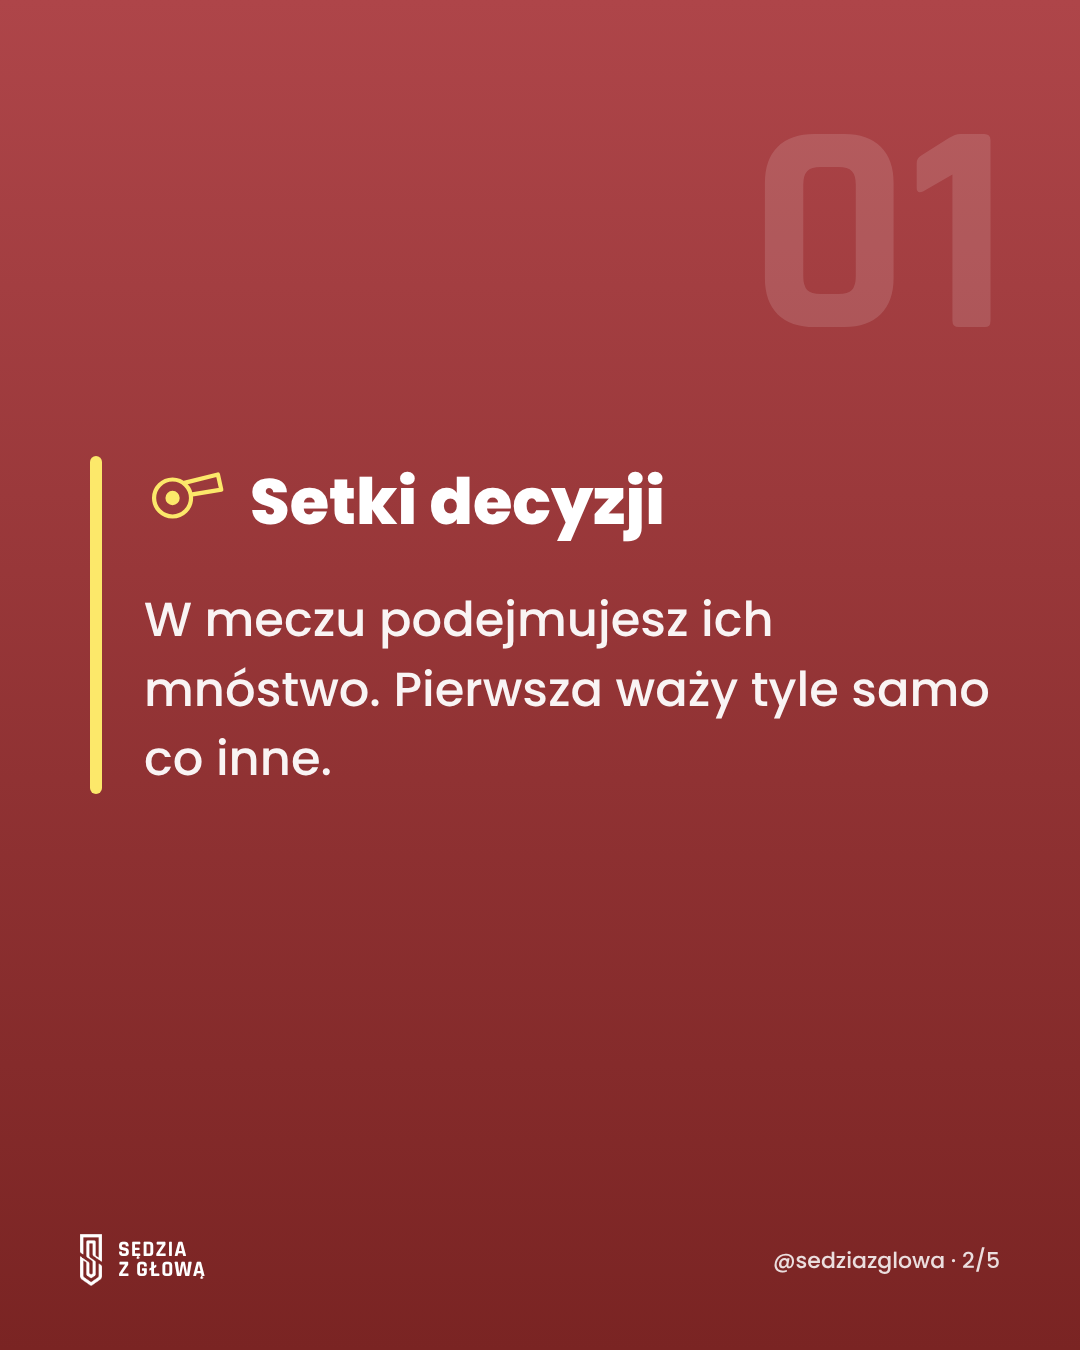 01
Setki decyzji
W meczu podejmujesz ich
mnóstwo. Pierwsza waży tyle samo
co inne.
SĘDZIA
Z GŁOWĄ
@sedziazglowa · 2/5